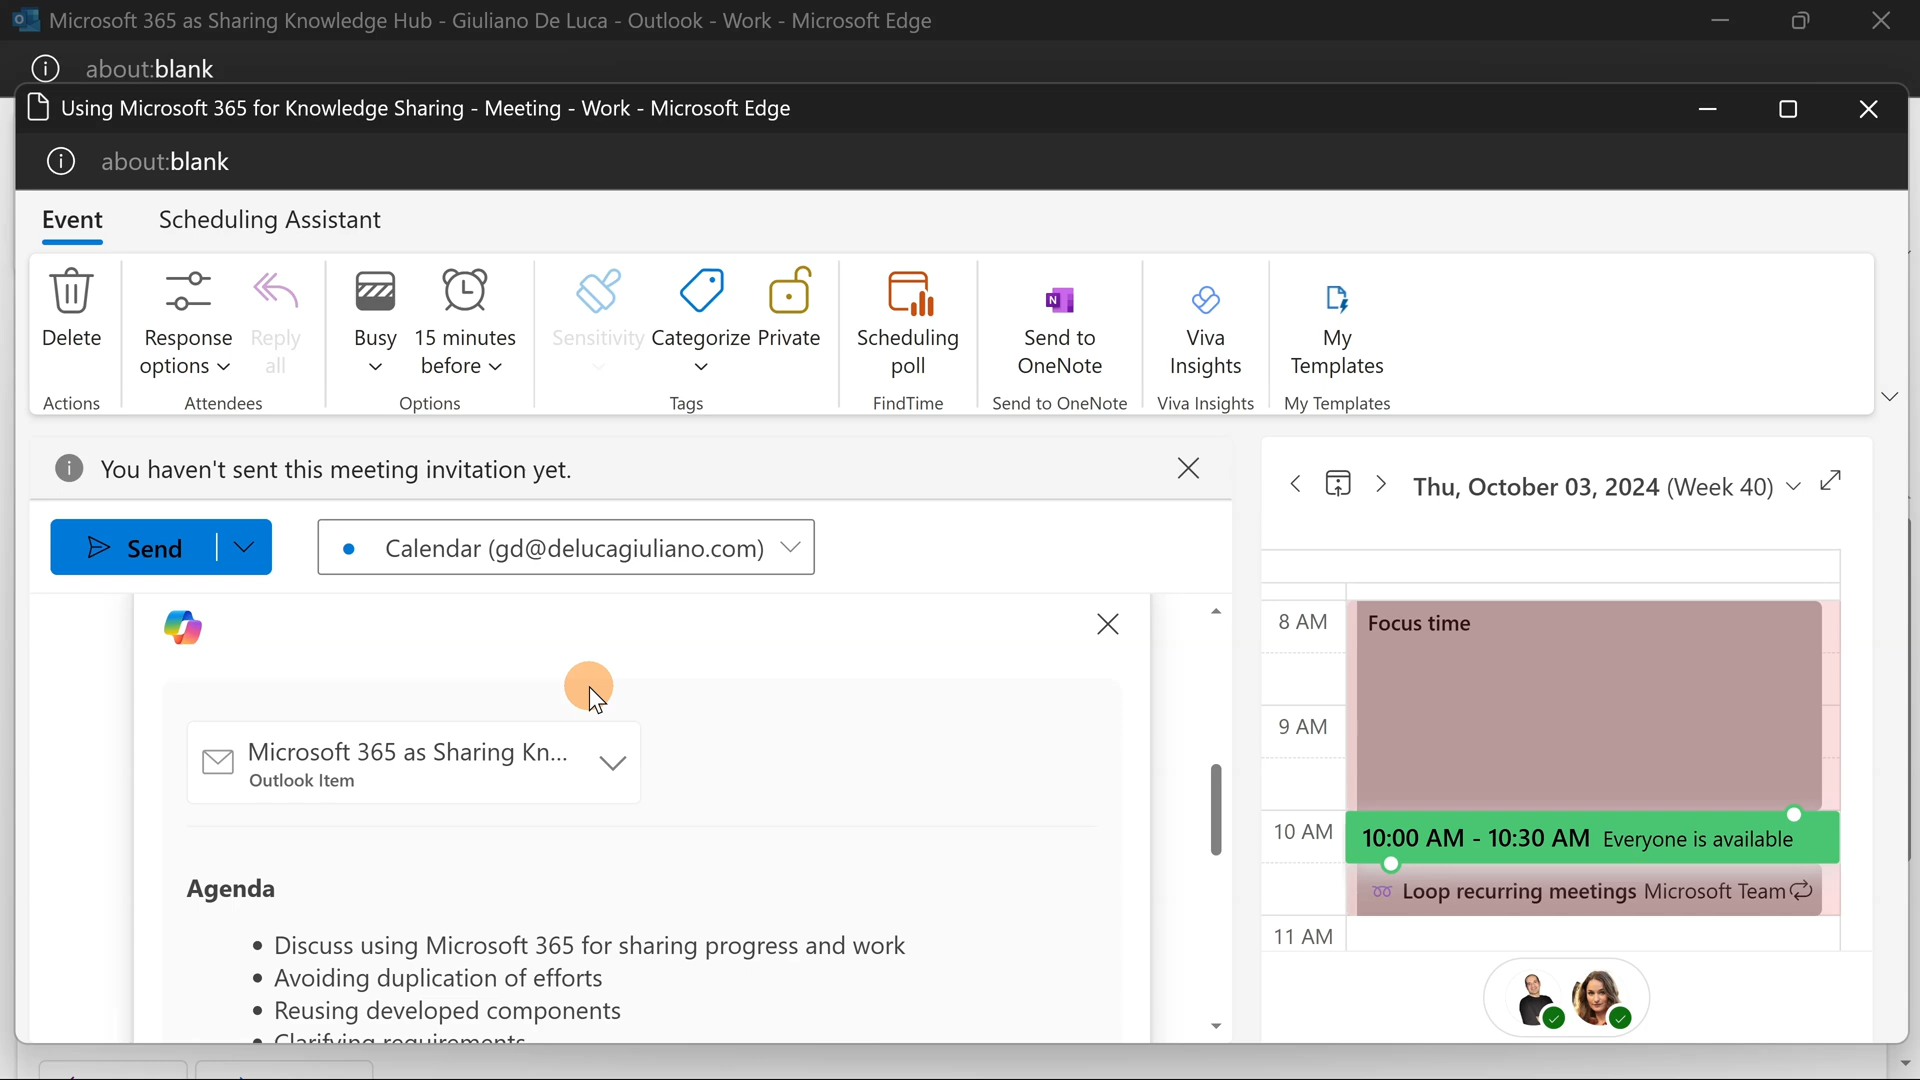 Microsoft 365 as Sharing Knowledge Hub - Giuliano De Luca - Outlook - Work - Microsoft Edge
about:blank
Using Microsoft 365 for Knowledge Sharing - Meeting - Work - Microsoft Edge
about:blank
Event Scheduling Assistant
Delete
Actions
Response
options
Reply
all
Attendees
Busy
15 minutes
before
Options
Sensitivity
Categorize
Private
Tags
Scheduling
poll
FindTime
Send to
OneNote
Send to OneNote
Viva
Insights
Viva Insights
My
Templates
My Templates
You haven't sent this meeting invitation yet.
Send
Calendar (gd@delucagiuliano.com)
Microsoft 365 as Sharing Kn...
Outlook Item
Agenda
• Discuss using Microsoft 365 for sharing progress and work
• Avoiding duplication of efforts
• Reusing developed components
• Clarifying requirements
Thu, October 03, 2024 (Week 40)
8 AM
Focus time
9 AM
10 AM
10:00 AM - 10:30 AM Everyone is available
Loop recurring meetings Microsoft Team
11 AM